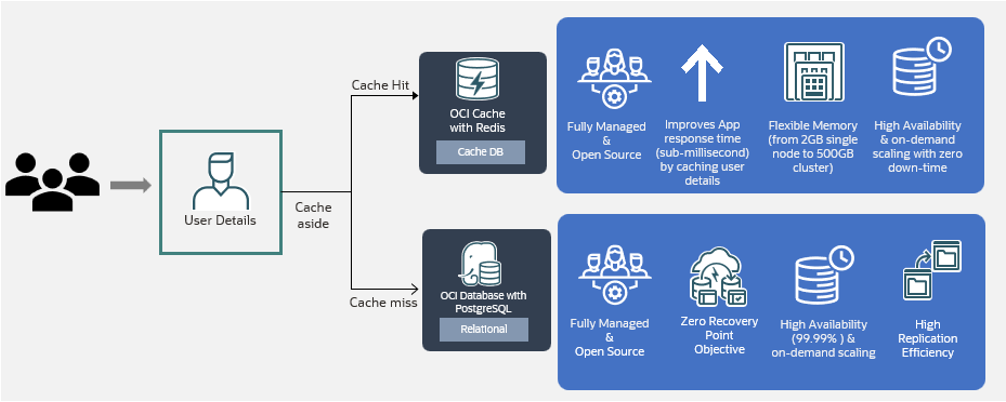 User Details
Cache
aside
Cache Hit
OCI Cache
with Redis
Cache DB
Fully Managed
&
Open Source
Improves App
response time
(sub-millisecond)
by caching user
details
Flexible Memory
(from 2GB single
node to 500GB
cluster)
High Availability
& on-demand
scaling with zero
down-time
Cache miss
OCI Database with
PostgreSQL
Relational
Fully Managed
&
Open Source
Zero Recovery
Point
Objective
High Availability
(99.99% ) &
on-demand scaling
High
Replication
Efficiency